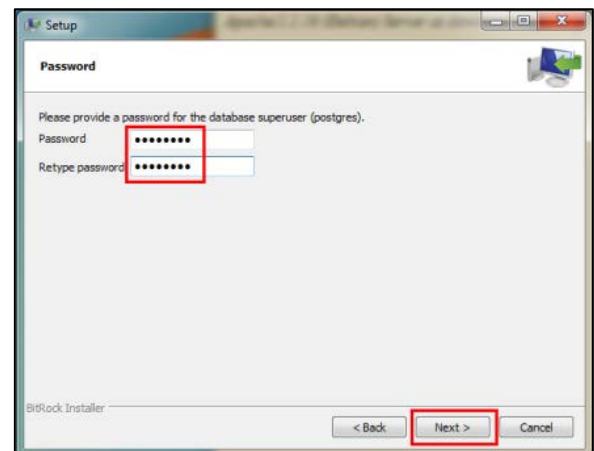 Setup
Password
Please provide a password for the database superuser (postgres).
Password ••••••••
Retype password ••••••••
BitRock Installer
< Back Next > Cancel